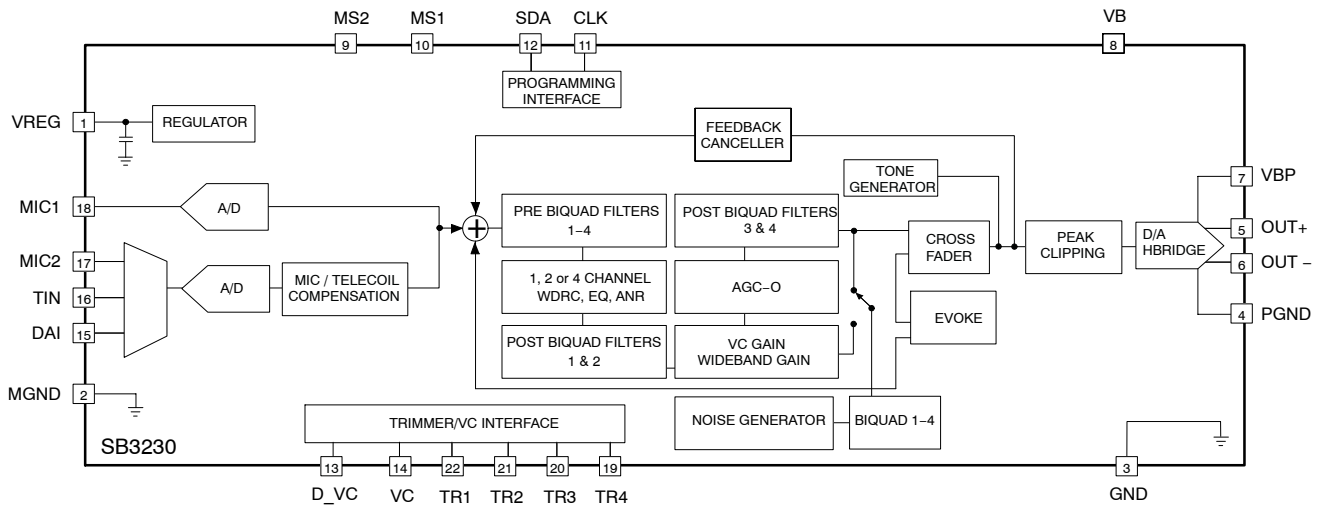 MS2 MS1 SDA CLK VB
9 10 12 11 8
PROGRAMMING
INTERFACE
VREG 1 REGULATOR
FEEDBACK
CANCELLER
TONE
GENERATOR
7 VBP
MIC1 18 A/D
PRE BIQUAD FILTERS
1–4
POST BIQUAD FILTERS
3 & 4
CROSS
FADER
PEAK
CLIPPING
D/A
HBRIDGE
5 OUT+
6 OUT –
MIC2 17
TIN 16
DAI 15
A/D
MIC / TELECOIL
COMPENSATION
1, 2 or 4 CHANNEL
WDRC, EQ, ANR
AGC–O
EVOKE
4 PGND
POST BIQUAD FILTERS
1 & 2
VC GAIN
WIDEBAND GAIN
MGND 2
SB3230
TRIMMER/VC INTERFACE
NOISE GENERATOR
BIQUAD 1–4
13 14 22 21 20 19 3
D_VC VC TR1 TR2 TR3 TR4 GND